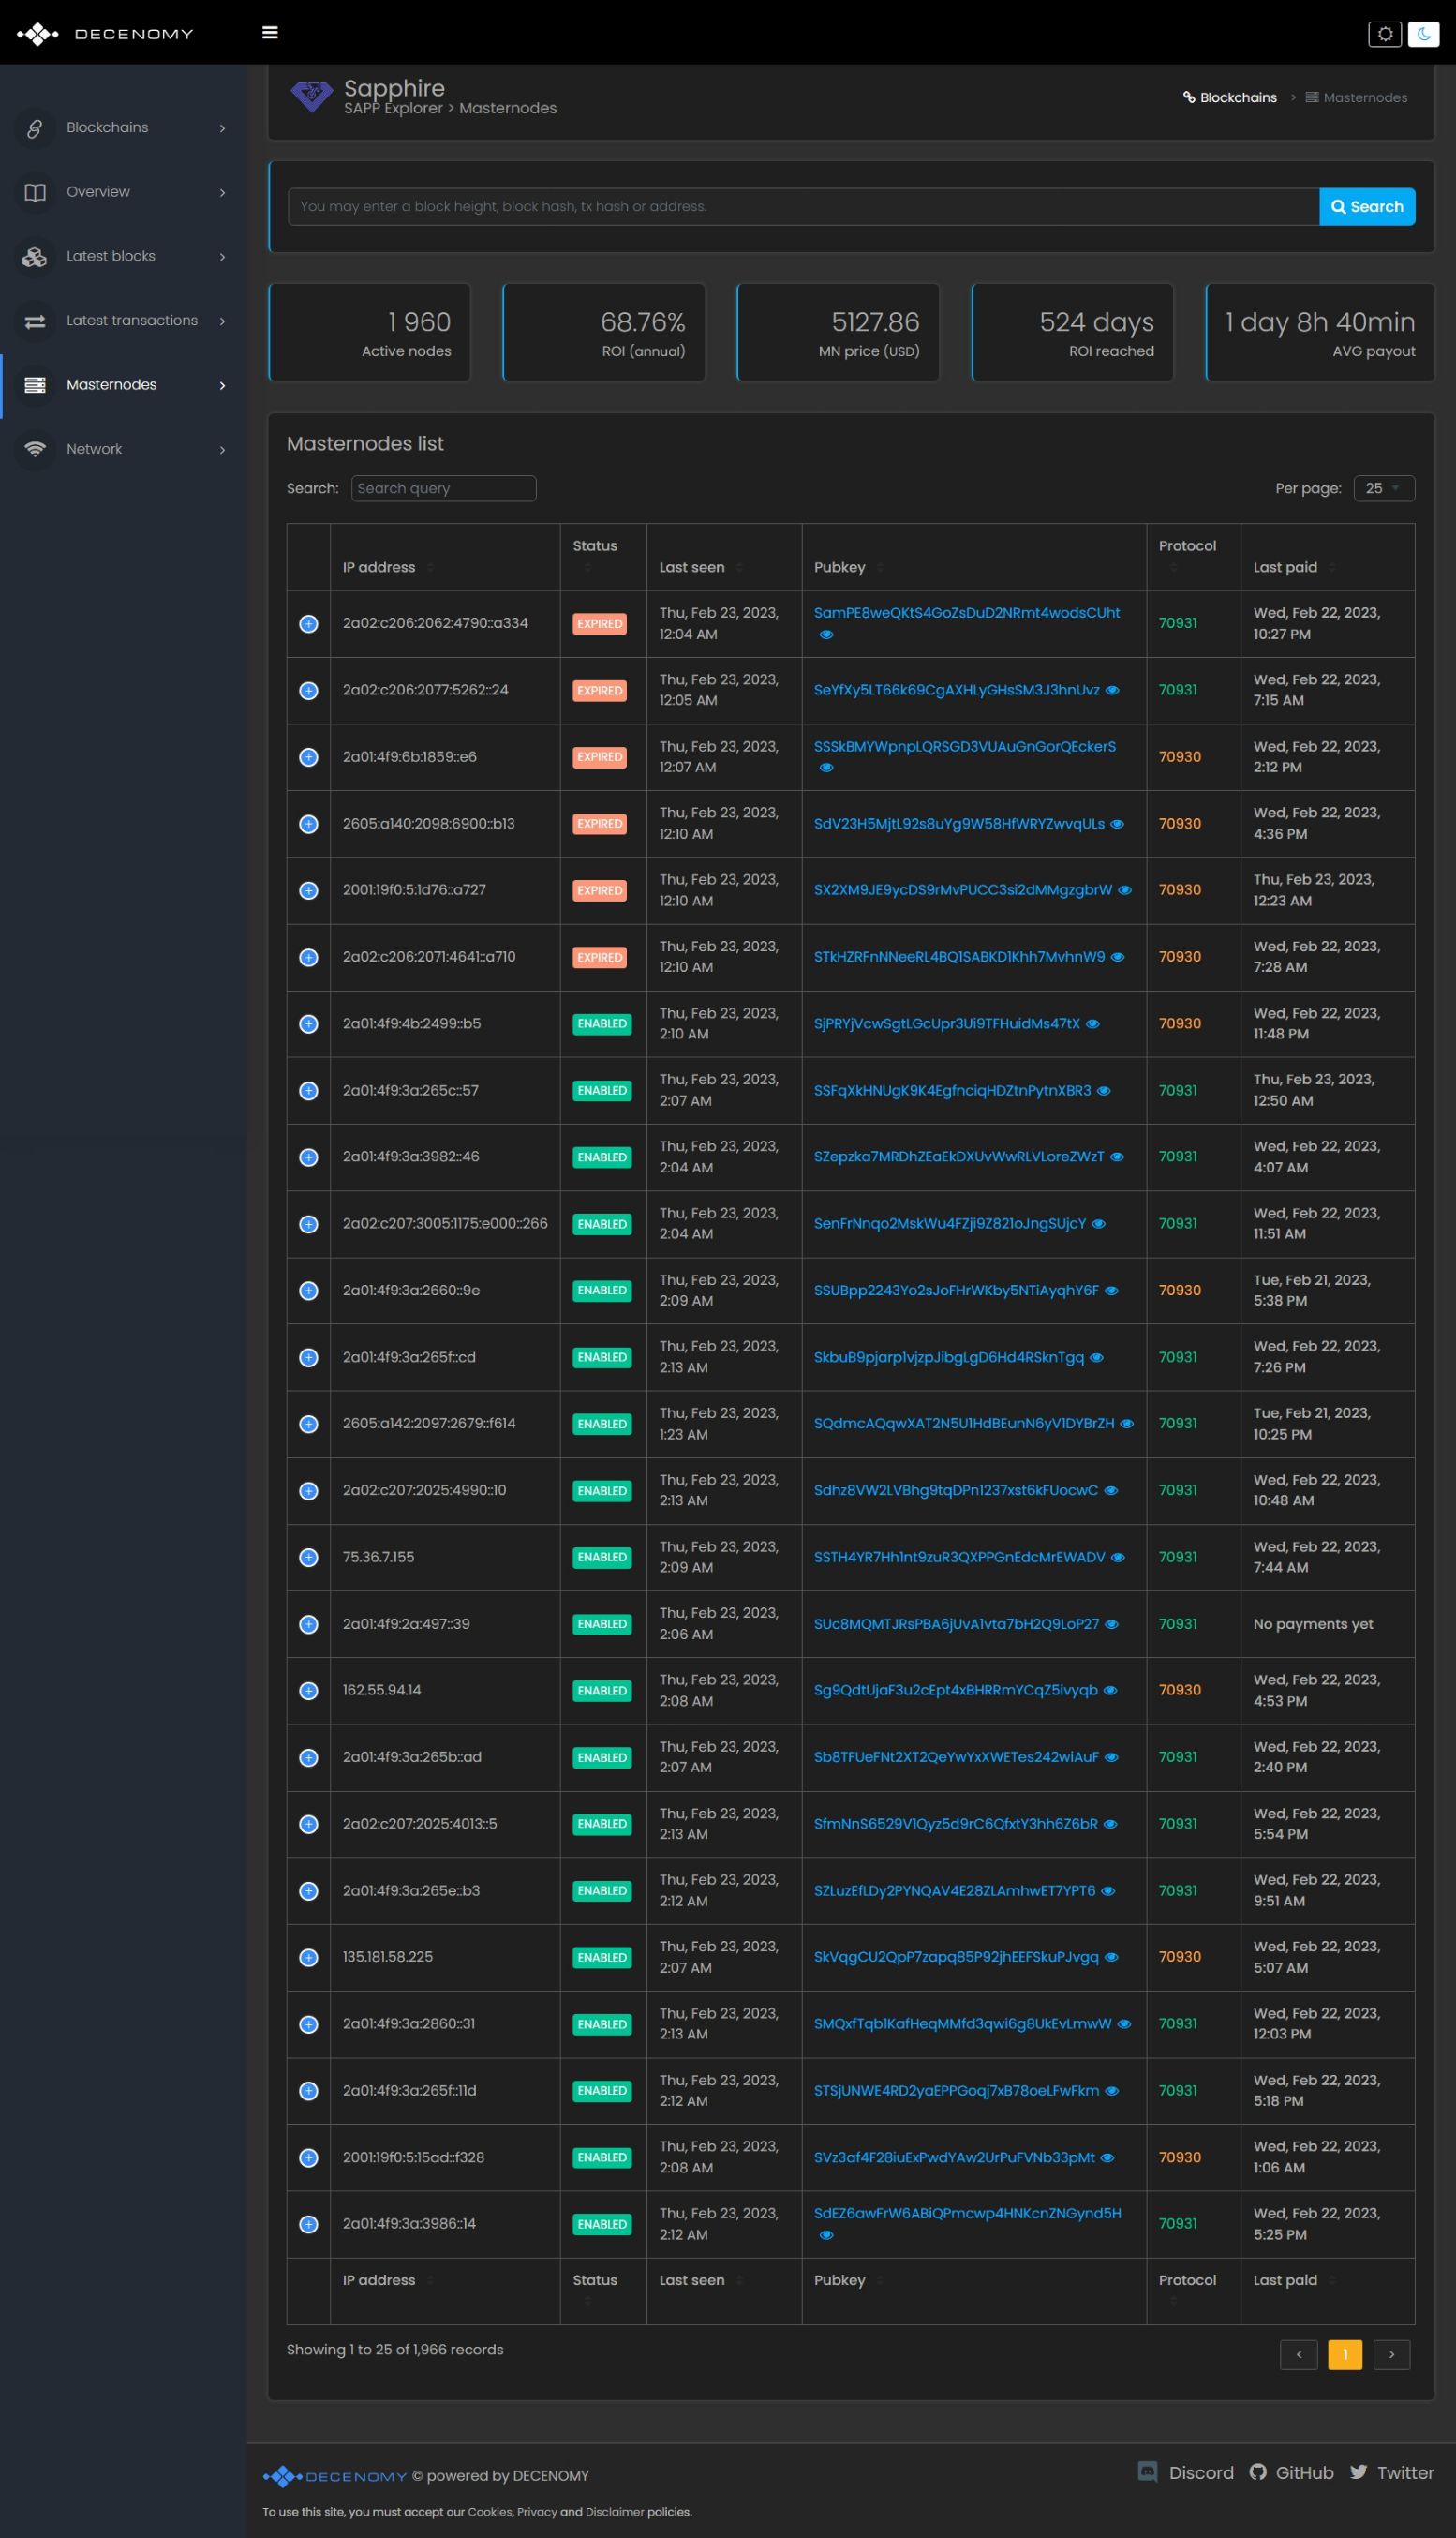 DECENOMY
Blockchains
Overview
Latest blocks
Latest transactions
Masternodes
Network
Sapphire
SAPP Explorer > Masternodes
Blockchains > Masternodes
You may enter a block height, block hash, tx hash or address.
Search
1 960
Active nodes
68.76%
ROI (annual)
5127.86
MN price (USD)
524 days
ROI reached
1 day 8h 40min
AVG payout
Masternodes list
Search: Search query
Per page: 25
IP address Status Last seen Pubkey Protocol Last paid
2a02:c206:2062:4790::a334 EXPIRED Thu, Feb 23, 2023, 12:04 AM SamPE8weQKtS4GoZsDuD2NRmt4wodsCUht 70931 Wed, Feb 22, 2023, 10:27 PM
2a02:c206:2077:5262::24 EXPIRED Thu, Feb 23, 2023, 12:05 AM SeYfXy5LT66k69CgAXHLyGHsSM3J3hnUvz 70931 Wed, Feb 22, 2023, 7:15 AM
2a01:4f9:6b:1859::e6 EXPIRED Thu, Feb 23, 2023, 12:07 AM SSSkBMYWpnpLQRSGD3VUAuGnGorQEckerS 70930 Wed, Feb 22, 2023, 2:12 PM
2605:a140:2098:6900::b13 EXPIRED Thu, Feb 23, 2023, 12:10 AM SdV23H5MjtL92s8uYg9W58HfWRYZwvqULs 70930 Wed, Feb 22, 2023, 4:36 PM
2001:19f0:5:1d76::a727 EXPIRED Thu, Feb 23, 2023, 12:10 AM SX2XM9JE9ycDS9rMvPUCC3si2dMMgzgbrW 70930 Thu, Feb 23, 2023, 12:23 AM
2a02:c206:2071:4641::a710 EXPIRED Thu, Feb 23, 2023, 12:10 AM STkHZRFnNNeeRL4BQ1SABKD1Khh7MvhnW9 70930 Wed, Feb 22, 2023, 7:28 AM
2a01:4f9:4b:2499::b5 ENABLED Thu, Feb 23, 2023, 2:10 AM SjPRYjVcwSgtLGcUpr3Ui9TFHuidMs47tX 70930 Wed, Feb 22, 2023, 11:48 PM
2a01:4f9:3a:265c::57 ENABLED Thu, Feb 23, 2023, 2:07 AM SSFqXkHNUgK9K4EgfnciqHDZtnPytnXBR3 70931 Thu, Feb 23, 2023, 12:50 AM
2a01:4f9:3a:3982::46 ENABLED Thu, Feb 23, 2023, 2:04 AM SZepzka7MRDhZEaEkDXUvWwRLVLoreZWzT 70931 Wed, Feb 22, 2023, 4:07 AM
2a02:c207:3005:1175:e000::266 ENABLED Thu, Feb 23, 2023, 2:04 AM SenFrNnqo2MskWu4FZji9Z821oJngSUjcY 70931 Wed, Feb 22, 2023, 11:51 AM
2a01:4f9:3a:2660::9e ENABLED Thu, Feb 23, 2023, 2:09 AM SSUBpp2243Yo2sJoFHrWKby5NTiAyqhY6F 70930 Tue, Feb 21, 2023, 5:38 PM
2a01:4f9:3a:265f::cd ENABLED Thu, Feb 23, 2023, 2:13 AM SkbuB9pjarp1vjzpJibgLgD6Hd4RSknTgq 70931 Wed, Feb 22, 2023, 7:26 PM
2605:a142:2097:2679::f614 ENABLED Thu, Feb 23, 2023, 1:23 AM SQdmcAQqwXAT2N5U1HdBEunN6yV1DYBrZH 70931 Tue, Feb 21, 2023, 10:25 PM
2a02:c207:2025:4990::10 ENABLED Thu, Feb 23, 2023, 2:13 AM Sdhz8VW2LVBhg9tqDPn1237xst6kFUocwC 70931 Wed, Feb 22, 2023, 10:48 AM
75.36.7.155 ENABLED Thu, Feb 23, 2023, 2:09 AM SSTH4YR7Hh1nt9zuR3QXPPGnEdcMrEWADV 70931 Wed, Feb 22, 2023, 7:44 AM
2a01:4f9:2a:497::39 ENABLED Thu, Feb 23, 2023, 2:06 AM SUc8MQMTJRsPBA6jUvA1vta7bH2Q9LoP27 70931 No payments yet
162.55.94.14 ENABLED Thu, Feb 23, 2023, 2:08 AM Sg9QdtUjaF3u2cEpt4xBHRRmYCqZ5ivyqb 70930 Wed, Feb 22, 2023, 4:53 PM
2a01:4f9:3a:265b::ad ENABLED Thu, Feb 23, 2023, 2:07 AM Sb8TFUeFNt2XT2QeYwYxXWETes242wiAuF 70931 Wed, Feb 22, 2023, 2:40 PM
2a02:c207:2025:4013::5 ENABLED Thu, Feb 23, 2023, 2:13 AM SfmNnS6529V1Qyz5d9rC6QfxtY3hh6Z6bR 70931 Wed, Feb 22, 2023, 5:54 PM
2a01:4f9:3a:265e::b3 ENABLED Thu, Feb 23, 2023, 2:12 AM SZLuzEfLDy2PYNQAV4E28ZLAmhwET7YPT6 70931 Wed, Feb 22, 2023, 9:51 AM
135.181.58.225 ENABLED Thu, Feb 23, 2023, 2:07 AM SkVqgCU2QpP7zapq85P92jhEEFSkuPJvgq 70930 Wed, Feb 22, 2023, 5:07 AM
2a01:4f9:3a:2860::31 ENABLED Thu, Feb 23, 2023, 2:13 AM SMQxfTqb1KafHeqMMfd3qwi6g8UkEvLmwW 70931 Wed, Feb 22, 2023, 12:03 PM
2a01:4f9:3a:265f::11d ENABLED Thu, Feb 23, 2023, 2:12 AM STSjUNWE4RD2yaEPPGoqj7xB78oeLFwFkm 70931 Wed, Feb 22, 2023, 5:18 PM
2001:19f0:5:15ad::f328 ENABLED Thu, Feb 23, 2023, 2:08 AM SVz3af4F28iuExPwdYAw2UrPuFVNb33pMt 70930 Wed, Feb 22, 2023, 1:06 AM
2a01:4f9:3a:3986::14 ENABLED Thu, Feb 23, 2023, 2:12 AM SdEZ6awFrW6ABiQPmcwp4HNKcnZNGynd5H 70931 Wed, Feb 22, 2023, 5:25 PM
IP address Status Last seen Pubkey Protocol Last paid
Showing 1 to 25 of 1,966 records
< 1 >
DECENOMY © powered by DECENOMY
Discord GitHub Twitter
To use this site, you must accept our Cookies, Privacy and Disclaimer policies.